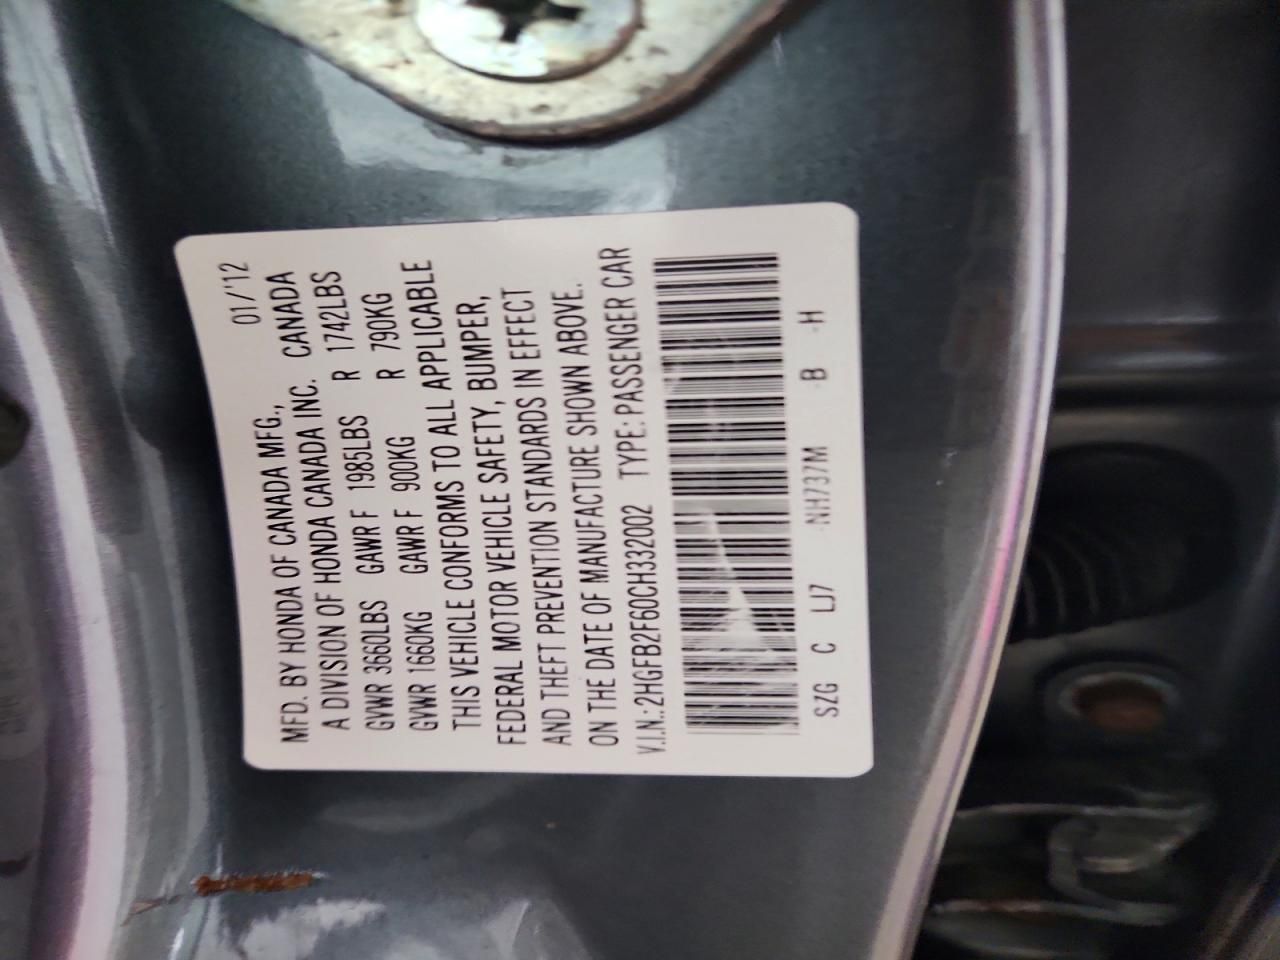 MFD. BY HONDA OF CANADA MFG., 01/'12
A DIVISION OF HONDA CANADA INC. CANADA
GVWR 3660LBS GAWR F 1985LBS R 1742LBS
GVWR 1660KG GAWR F 900KG R 790KG
THIS VEHICLE CONFORMS TO ALL APPLICABLE
FEDERAL MOTOR VEHICLE SAFETY, BUMPER,
AND THEFT PREVENTION STANDARDS IN EFFECT
ON THE DATE OF MANUFACTURE SHOWN ABOVE.
V.I.N.:2HGFB2F60CH332002 TYPE:PASSENGER CAR
SZG C LJ7 NH737M B -H